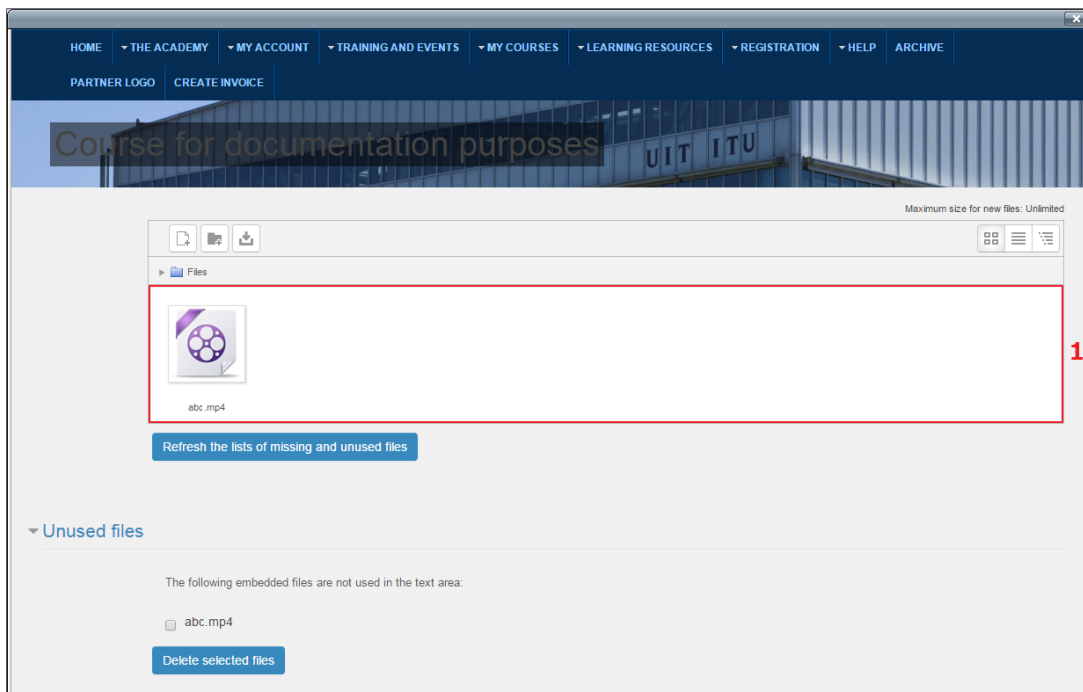 HOME THE ACADEMY MY ACCOUNT TRAINING AND EVENTS MY COURSES LEARNING RESOURCES REGISTRATION HELP ARCHIVE
PARTNER LOGO CREATE INVOICE
Course for documentation purposes
UIT ITU
Maximum size for new files: Unlimited
Files
1
abc.mp4
Refresh the lists of missing and unused files
Unused files
The following embedded files are not used in the text area:
abc.mp4
Delete selected files